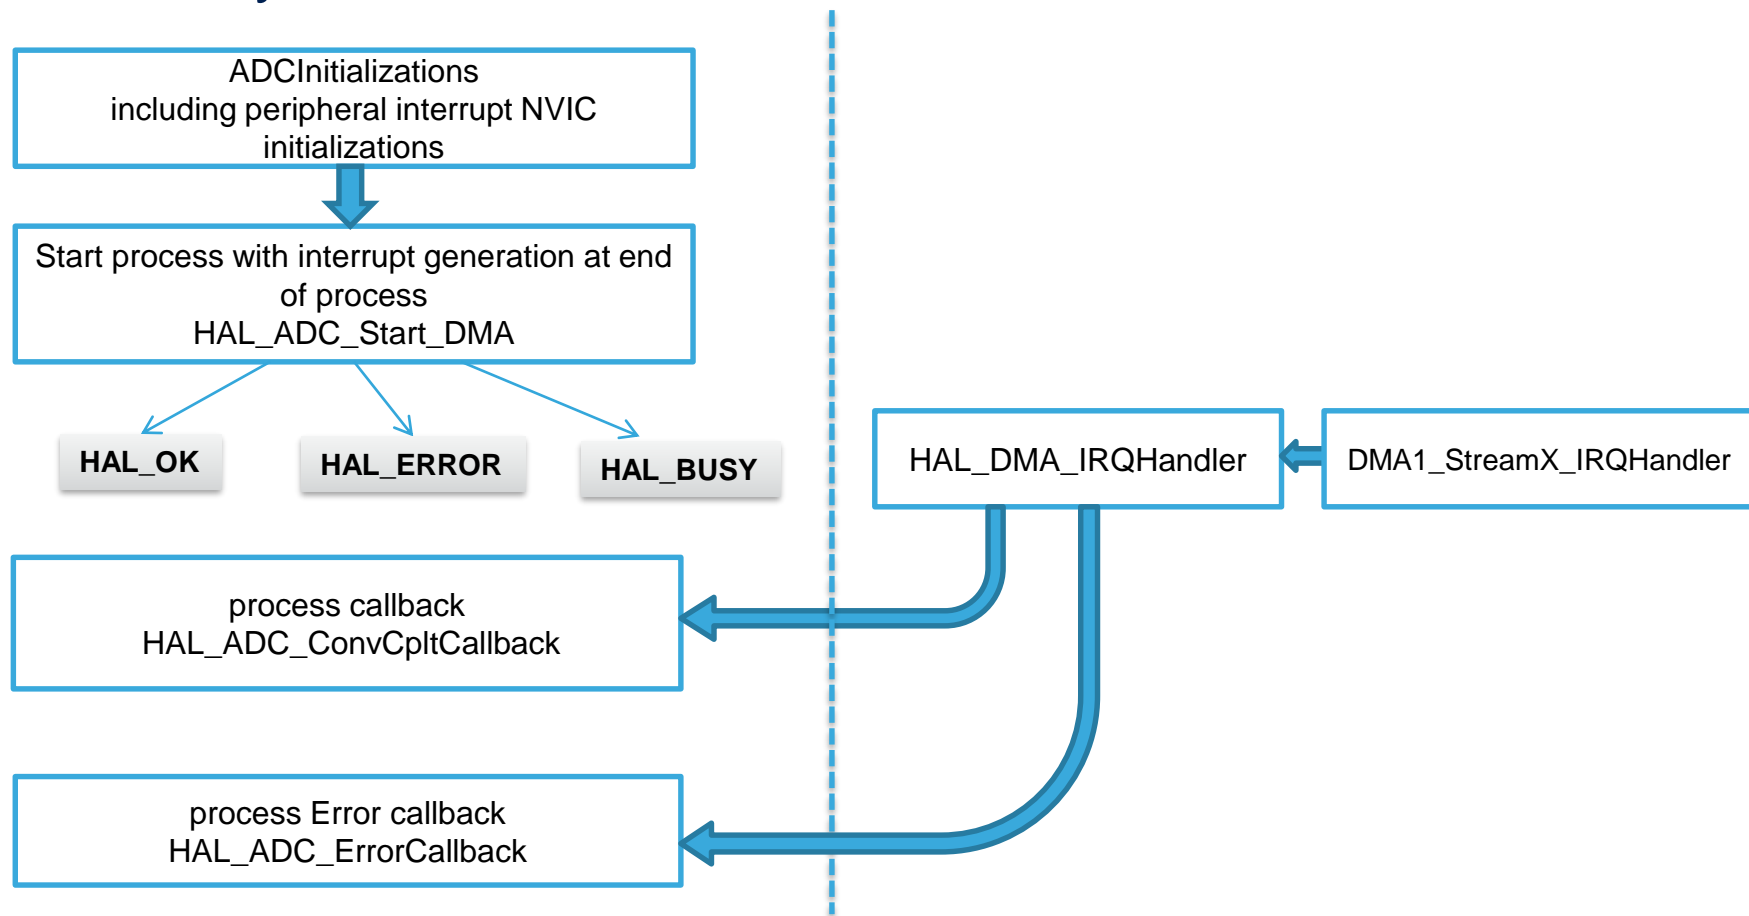 ADCInitializations
including peripheral interrupt NVIC
initializations
Start process with interrupt generation at end
of process
HAL_ADC_Start_DMA
HAL_OK
HAL_ERROR
HAL_BUSY
HAL_DMA_IRQHandler
DMA1_StreamX_IRQHandler
process callback
HAL_ADC_ConvCpltCallback
process Error callback
HAL_ADC_ErrorCallback